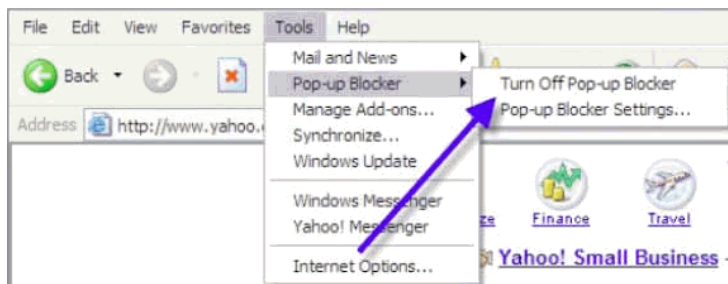 File Edit View Favorites Tools Help
Back
Address http://www.yahoo.
Mail and News
Pop-up Blocker
Manage Add-ons...
Synchronize...
Windows Update
Windows Messenger
Yahoo! Messenger
Internet Options...
Turn Off Pop-up Blocker
Pop-up Blocker Settings...
Finance Travel
Yahoo! Small Business -